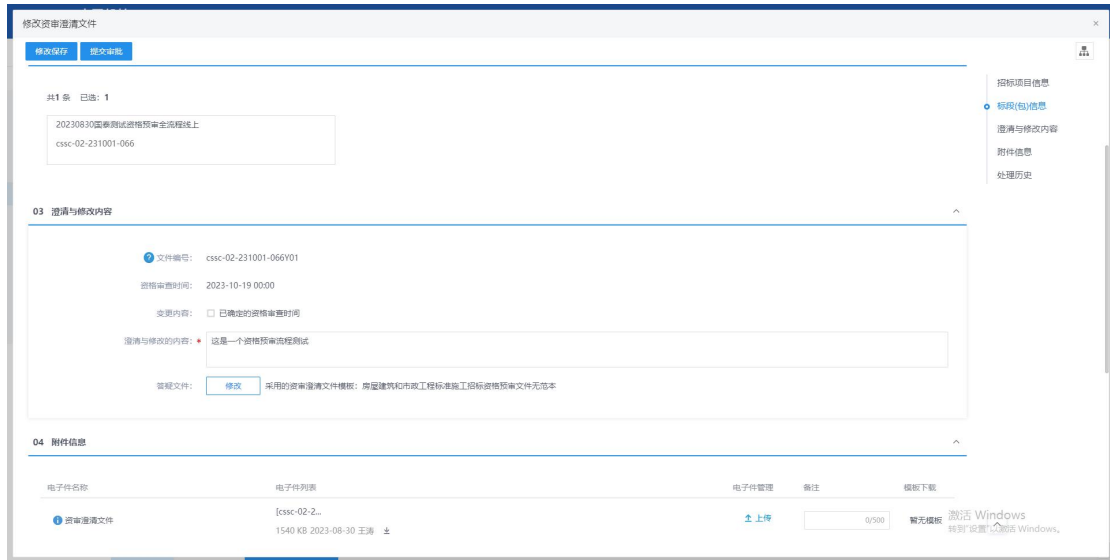 修改资审澄清文件
×
修改保存 提交审批
招标项目信息
标段(包)信息
澄清与修改内容
附件信息
处理历史
共1 条 已选：1
20230830国泰测试资格预审全流程线上
cssc-02-231001-066
03 澄清与修改内容
? 文件编号： cssc-02-231001-066Y01
资格审查时间： 2023-10-19 00:00
变更内容： 已确定的资格审查时间
澄清与修改的内容： * 这是一个资格预审流程测试
答疑文件： 修改 采用的资审澄清文件模板：房屋建筑和市政工程标准施工招标资格预审文件无范本
04 附件信息
电子件名称 电子件列表 电子件管理 备注 模板下载
资审澄清文件 [cssc-02-2... 上传 0/500 暂无模板
1540 KB 2023-08-30 王涛
激活 Windows
转到"设置"以激活 Windows。